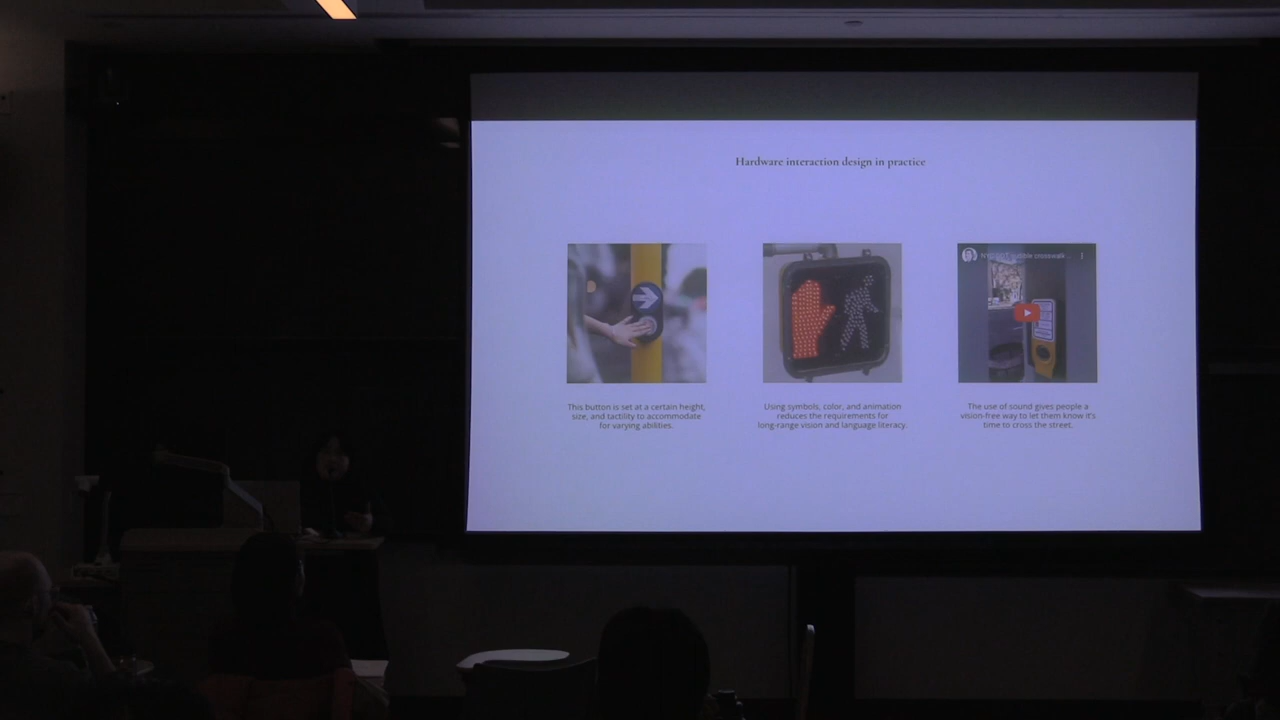 Hardware interaction design in practice
This button is set at a certain height,
size, and tactility to accommodate
for varying abilities.
Using symbols, color, and animation
reduces the requirements for
long-range vision and language literacy.
crosswalk...
The use of sound gives people a
vision-free way to let them know it's
time to cross the street.